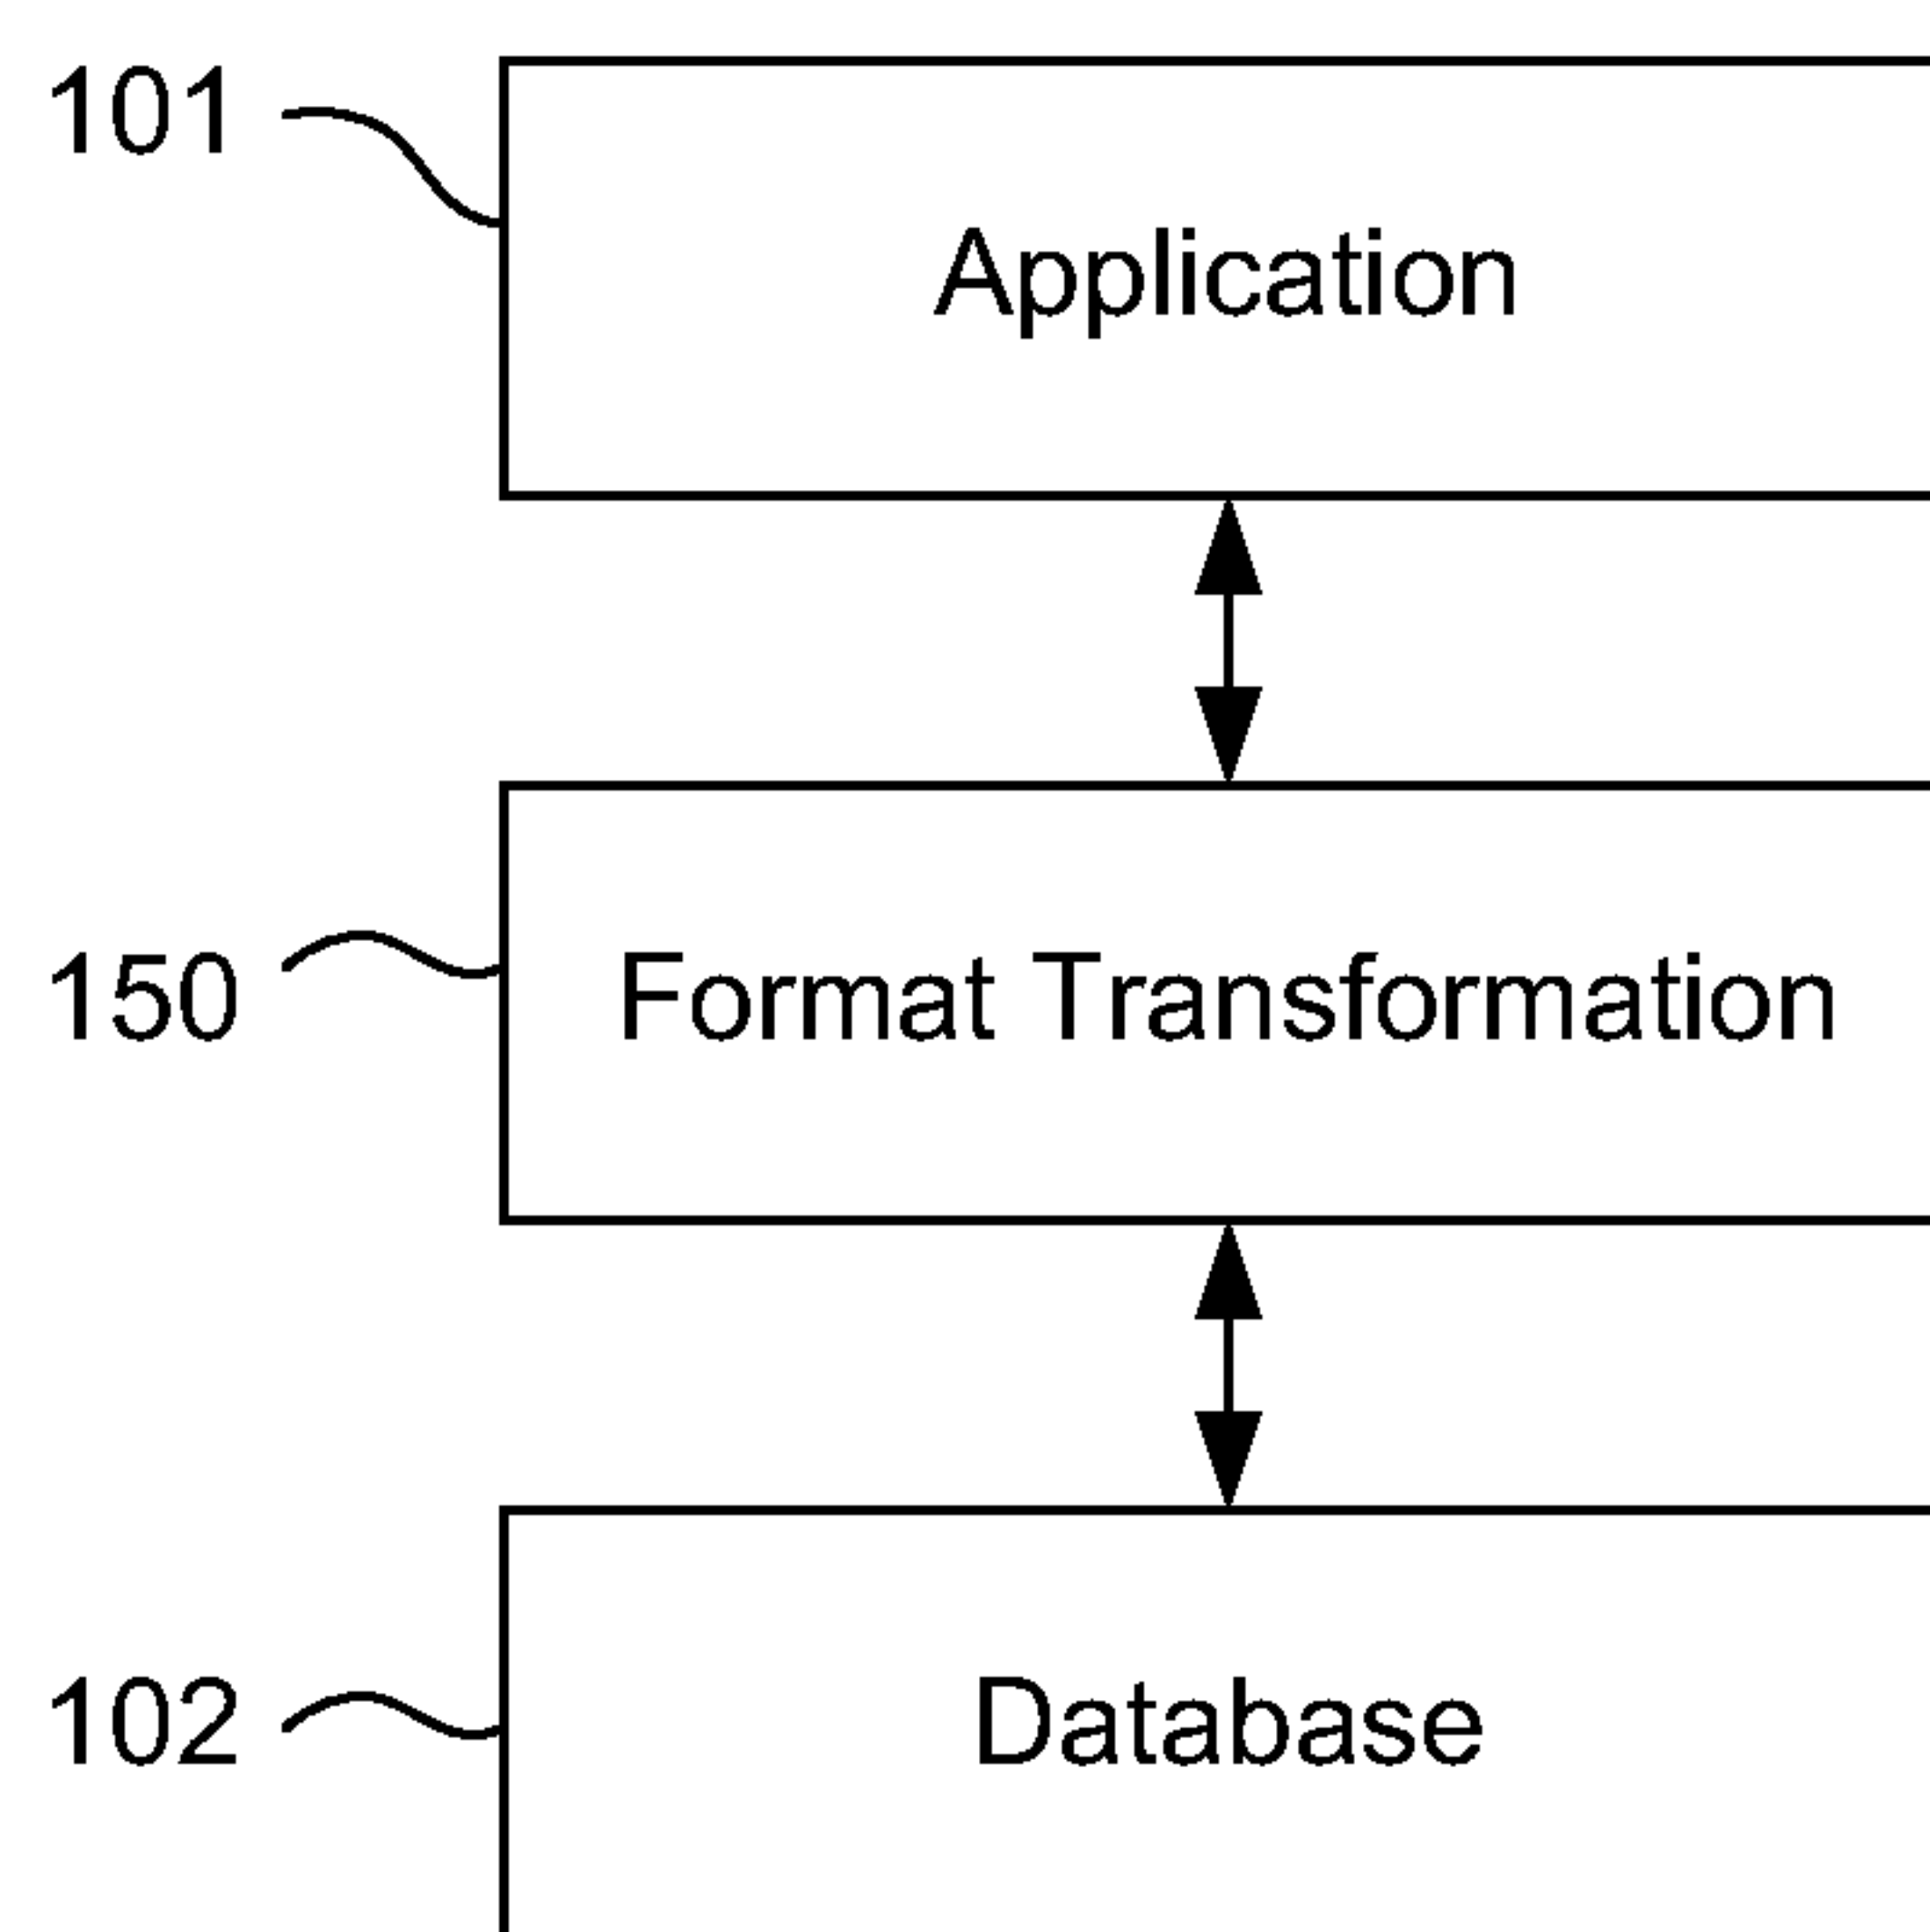 101
Application
150
Format Transformation
102
Database